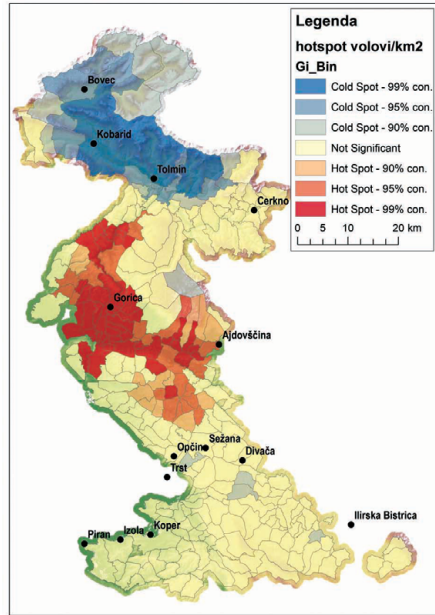 Legenda
hotspot volovi/km2
Gi_Bin
Cold Spot - 99% con.
Cold Spot - 95% con.
Cold Spot - 90% con.
Not Significant
Hot Spot - 90% con.
Hot Spot - 95% con.
Hot Spot - 99% con.
0 10 20 km
Bovec
Kobarid
Tolmin
Cerkno
Gorica
Ajdovščina
Opčine
Sežana
Divača
Trst
Ilirska Bistrica
Koper
Izola
Piran